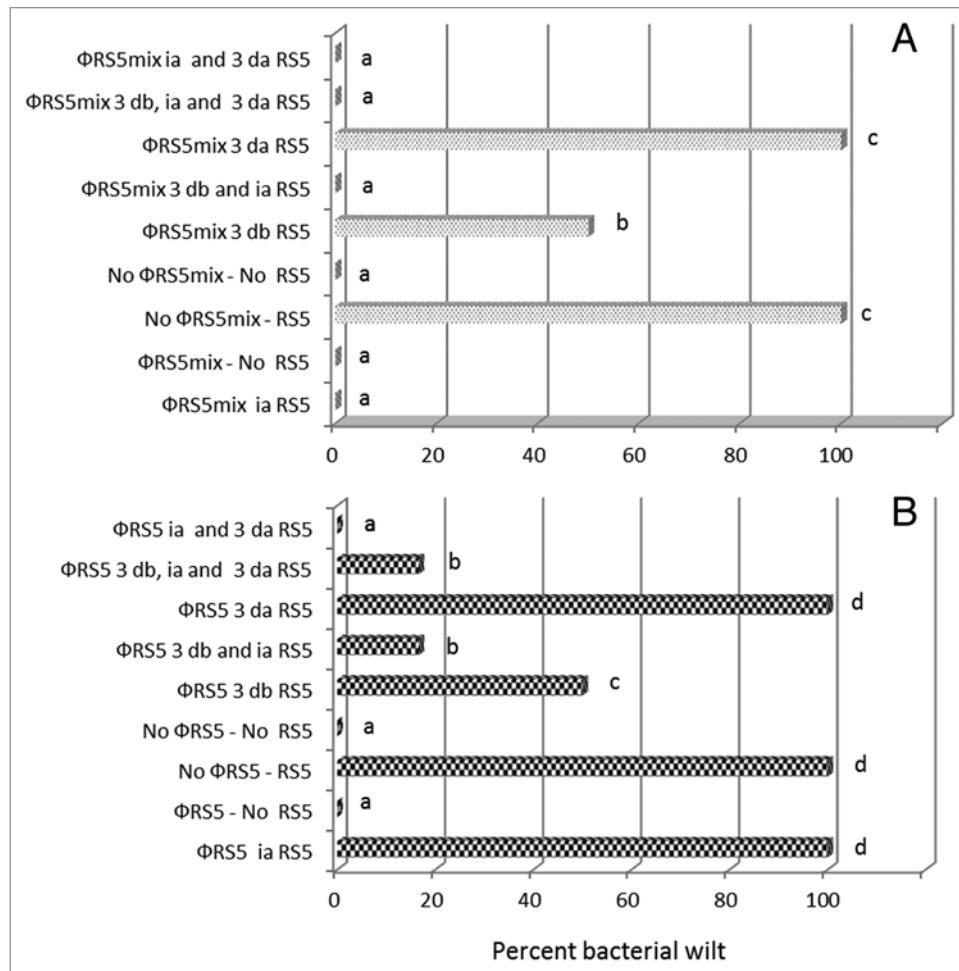 A
ΦRS5mix ia and 3 da RS5 a
ΦRS5mix 3 db, ia and 3 da RS5 a
ΦRS5mix 3 da RS5 c
ΦRS5mix 3 db and ia RS5 a
ΦRS5mix 3 db RS5 b
No ΦRS5mix - No RS5 a
No ΦRS5mix - RS5 c
ΦRS5mix - No RS5 a
ΦRS5mix ia RS5 a
0 20 40 60 80 100
B
ΦRS5 ia and 3 da RS5 a
ΦRS5 3 db, ia and 3 da RS5 b
ΦRS5 3 da RS5 d
ΦRS5 3 db and ia RS5 b
ΦRS5 3 db RS5 c
No ΦRS5 - No RS5 a
No ΦRS5 - RS5 d
ΦRS5 - No RS5 a
ΦRS5 ia RS5 d
0 20 40 60 80 100
Percent bacterial wilt